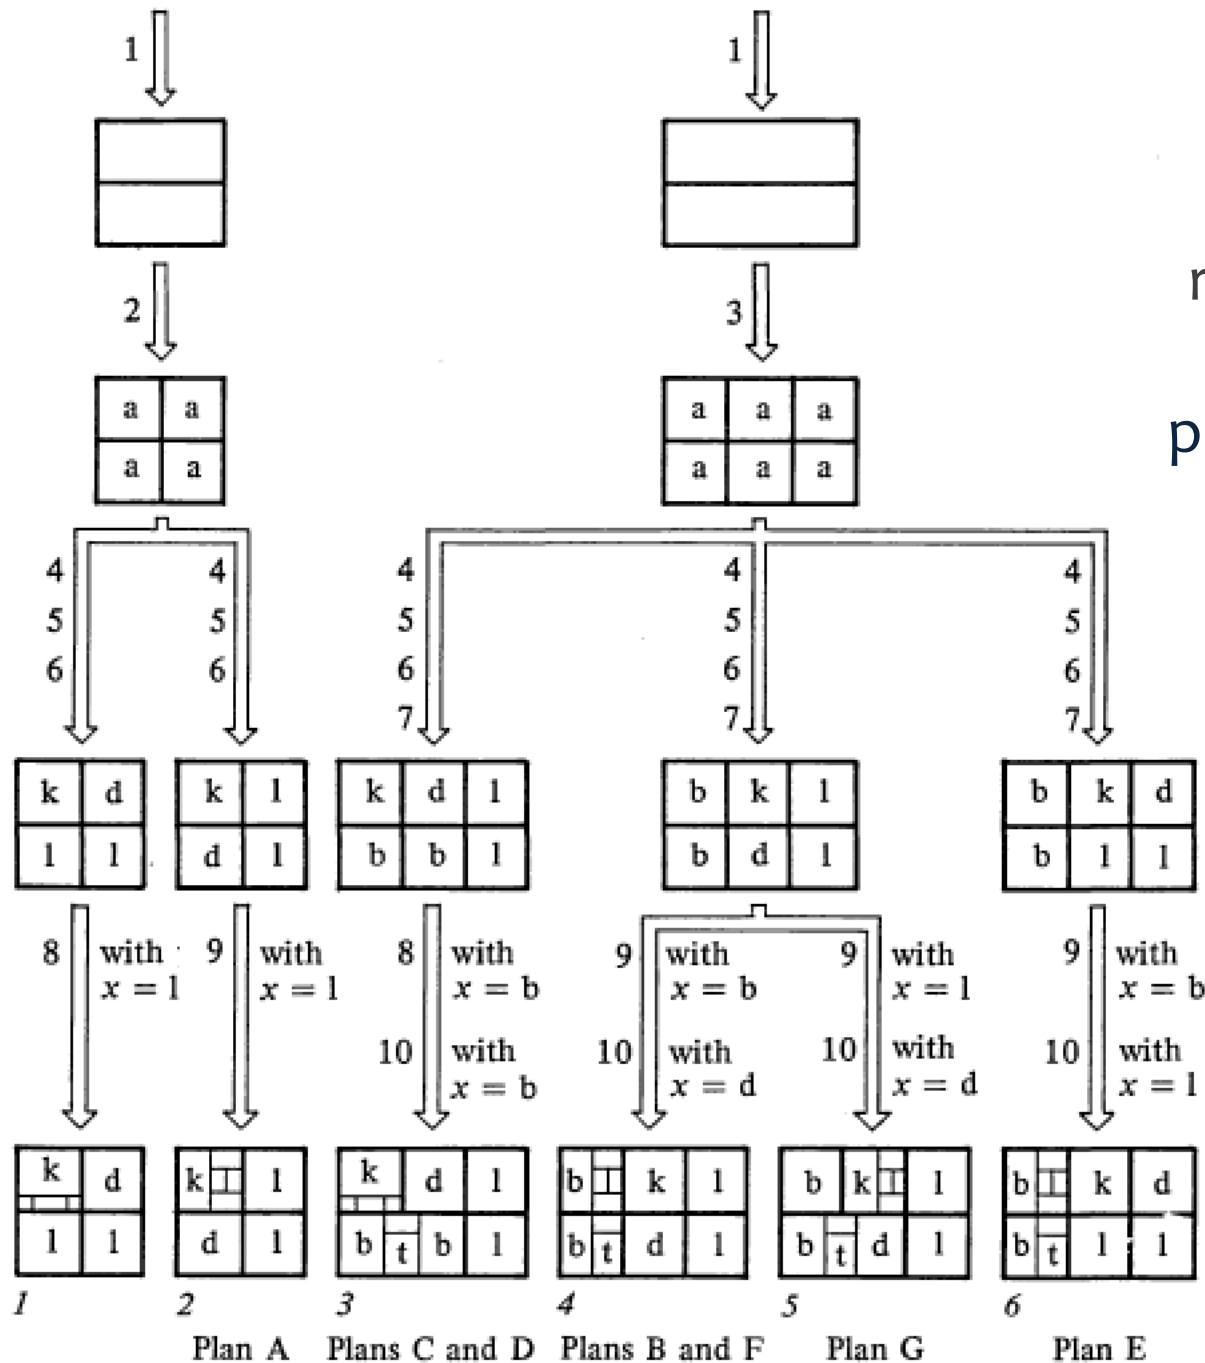 1 1
2 3
a a a a a
a a a a a
4 4 4 4 4
5 5 5 5 5
6 6 6 6 6
7 7 7
k d k l k d l b k l b k d
l l d l b b l b d l b l l
8 with x = l
9 with x = l
8 with x = b
10 with x = b
9 with x = b
10 with x = d
9 with x = l
10 with x = d
9 with x = b
10 with x = l
k d k l k d l b k l b k l b k d
l l d l b t b l b t d l b t d l b t l l
1 2 3 4 5 6
Plan A Plans C and D Plans B and F Plan G Plan E
r
p